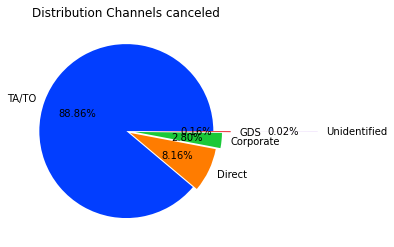 Distribution Channels canceled
TA/TO
88.86%
0.16%
GDS
0.02%
Unidentified
2.80%
Corporate
8.16%
Direct